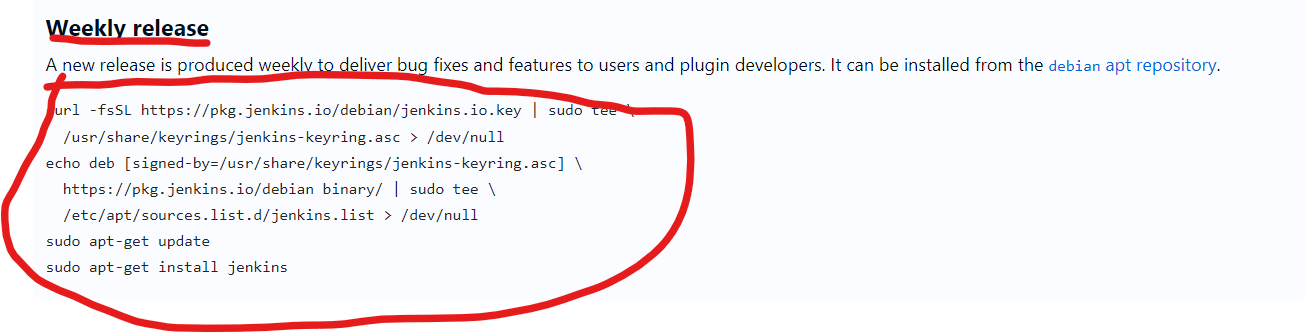 Weekly release
A new release is produced weekly to deliver bug fixes and features to users and plugin developers. It can be installed from the debian apt repository.
curl -fsSL https://pkg.jenkins.io/debian/jenkins.io.key | sudo tee \
/usr/share/keyrings/jenkins-keyring.asc > /dev/null
echo deb [signed-by=/usr/share/keyrings/jenkins-keyring.asc] \
https://pkg.jenkins.io/debian binary/ | sudo tee \
/etc/apt/sources.list.d/jenkins.list > /dev/null
sudo apt-get update
sudo apt-get install jenkins